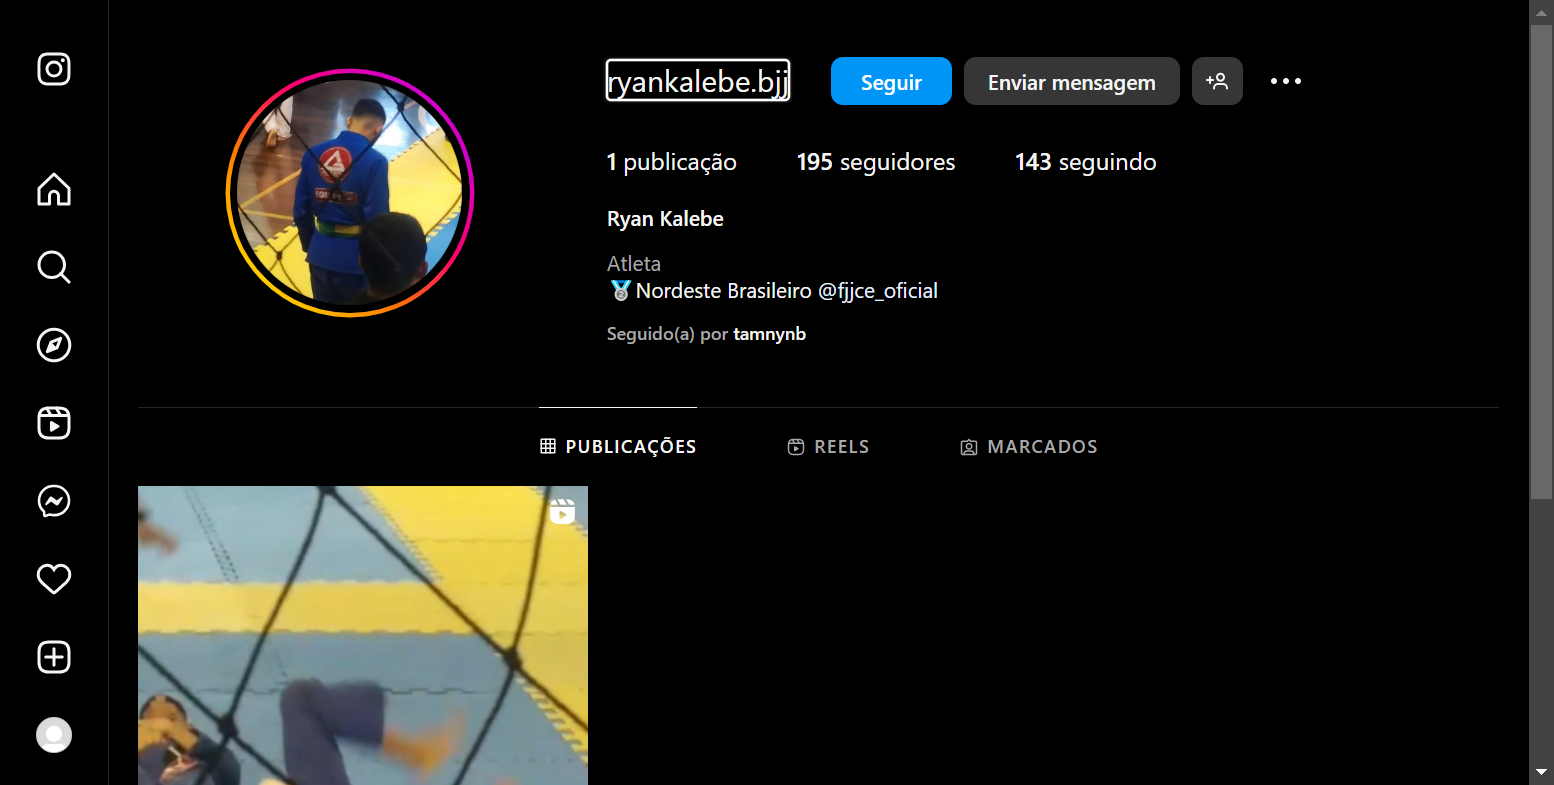 ryankalebe.bjj
Seguir
Enviar mensagem
1 publicação
195 seguidores
143 seguindo
Ryan Kalebe
Atleta
🥈Nordeste Brasileiro @fjjce_oficial
Seguido(a) por tamnynb
PUBLICAÇÕES
REELS
MARCADOS